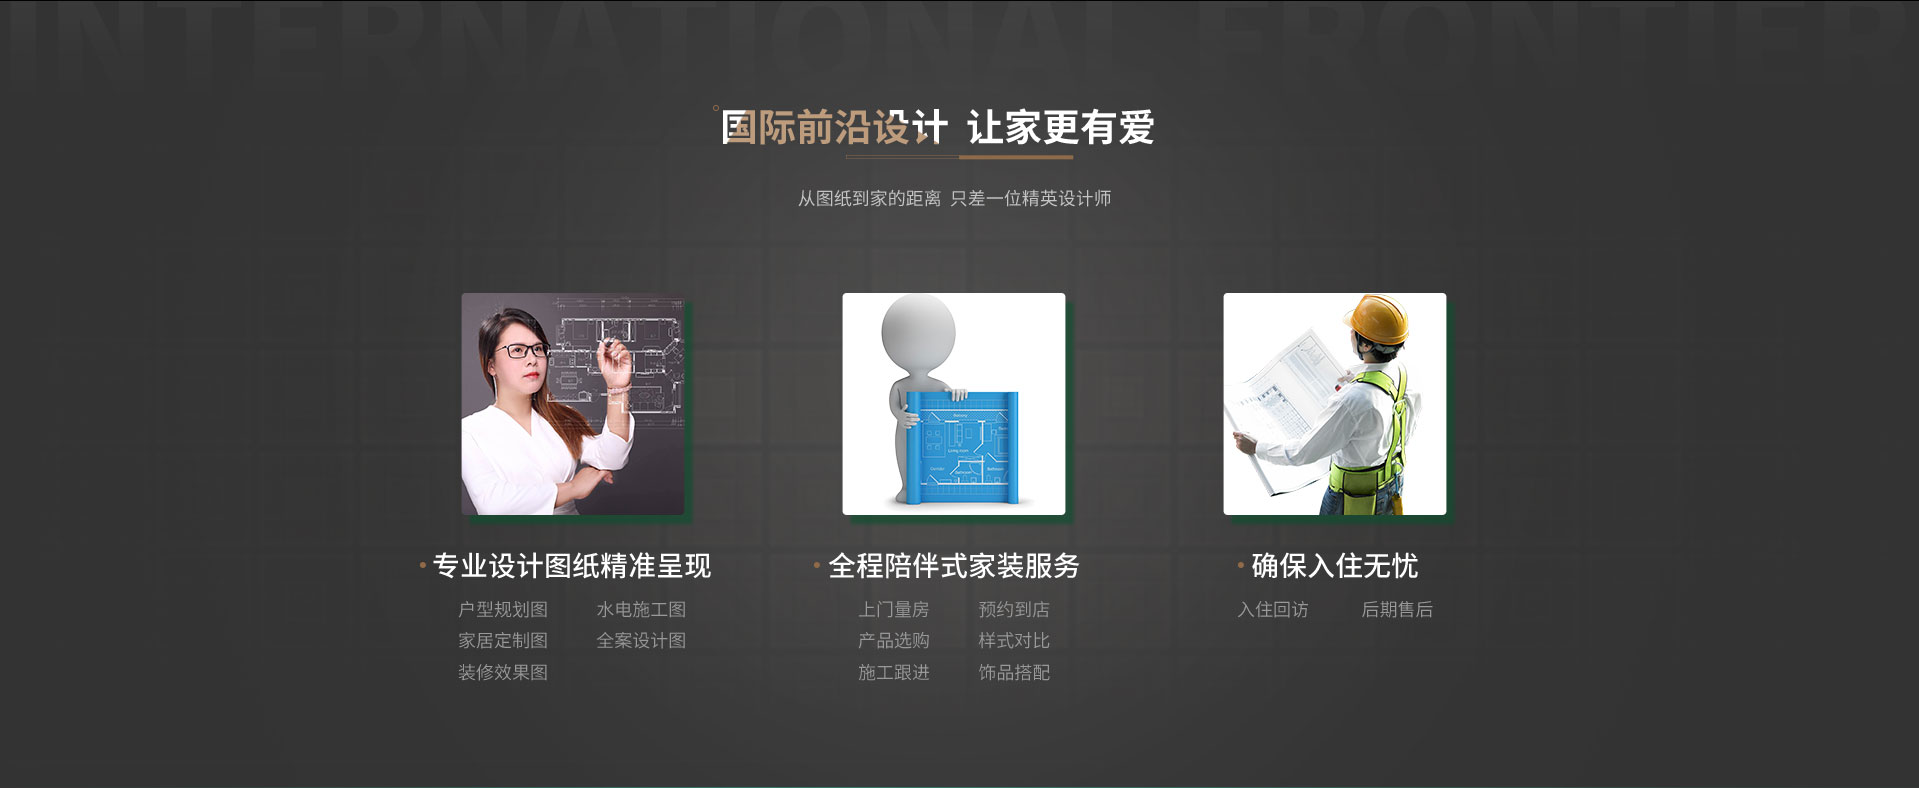 INTERNATIONAL FRONTIER
国际前沿设计 让家更有爱
从图纸到家的距离 只差一位精英设计师
专业设计图纸精准呈现
户型规划图 水电施工图
家居定制图 全案设计图
装修效果图
全程陪伴式家装服务
上门量房 预约到店
产品选购 样式对比
施工跟进 饰品搭配
确保入住无忧
入住回访 后期售后